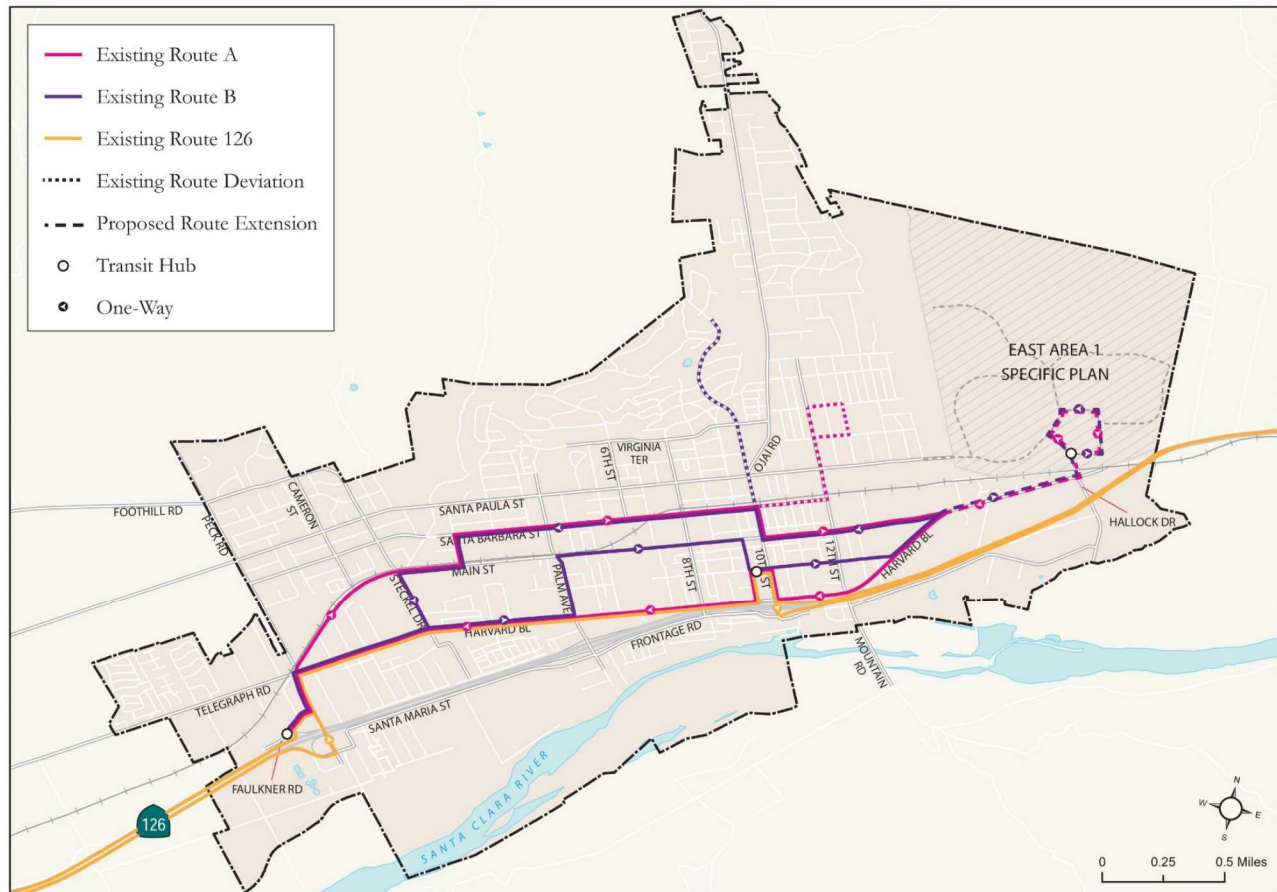 Existing Route A
Existing Route B
Existing Route 126
Existing Route Deviation
Proposed Route Extension
Transit Hub
One-Way
EAST AREA 1
SPECIFIC PLAN
OJAI RD
VIRGINIA
TER
6TH ST
SANTA PAULA ST
CAMERON
ST
FOOTHILL RD
PECK RD
SANTA BARBARA ST
MAIN ST
STECKEL DR
PALM AVE
8TH ST
10TH ST
12TH ST
HARVARD BL
HALLOCK DR
HARVARD BL
FRONTAGE RD
MOUNTAIN
RD
TELEGRAPH RD
SANTA MARIA ST
FAULKNER RD
SANTA CLARA RIVER
126
N
W
E
S
0 0.25 0.5 Miles